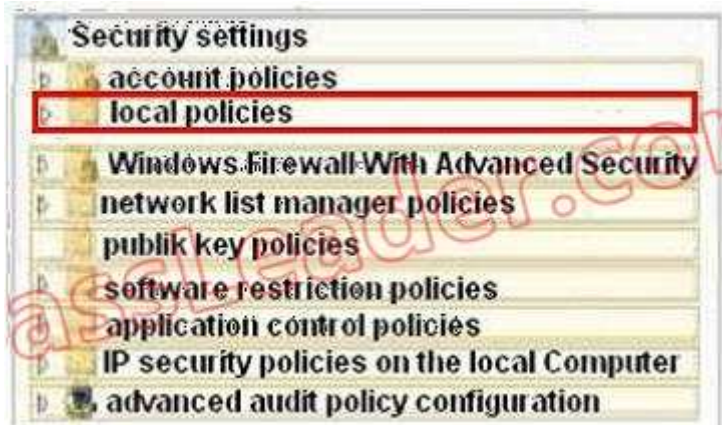 Security settings
account policies
local policies
Windows Firewall With Advanced Security
network list manager policies
publik key policies
software restriction policies
application control policies
IP security policies on the local Computer
advanced audit policy configuration
assLeader.com